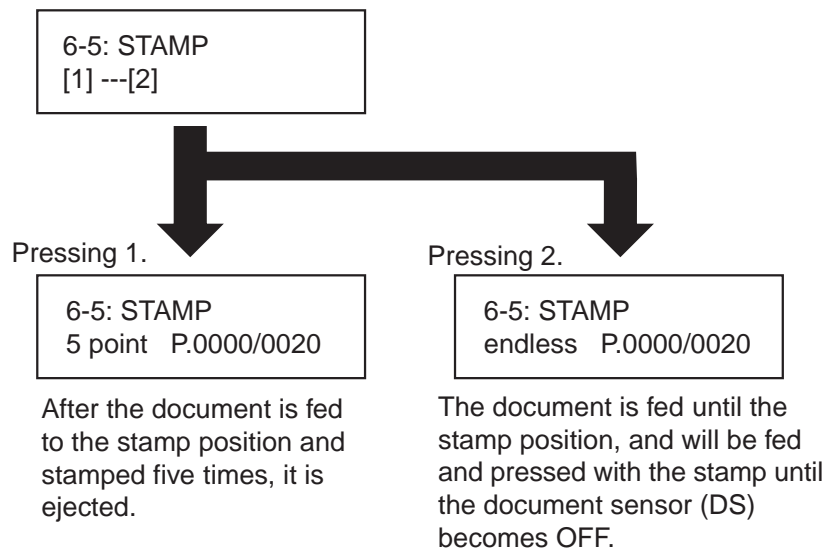 6-5: STAMP
[1] ---[2]
Pressing 1.
6-5: STAMP
5 point P.0000/0020
After the document is fed
to the stamp position and
stamped five times, it is
ejected.
Pressing 2.
6-5: STAMP
endless P.0000/0020
The document is fed until the
stamp position, and will be fed
and pressed with the stamp until
the document sensor (DS)
becomes OFF.